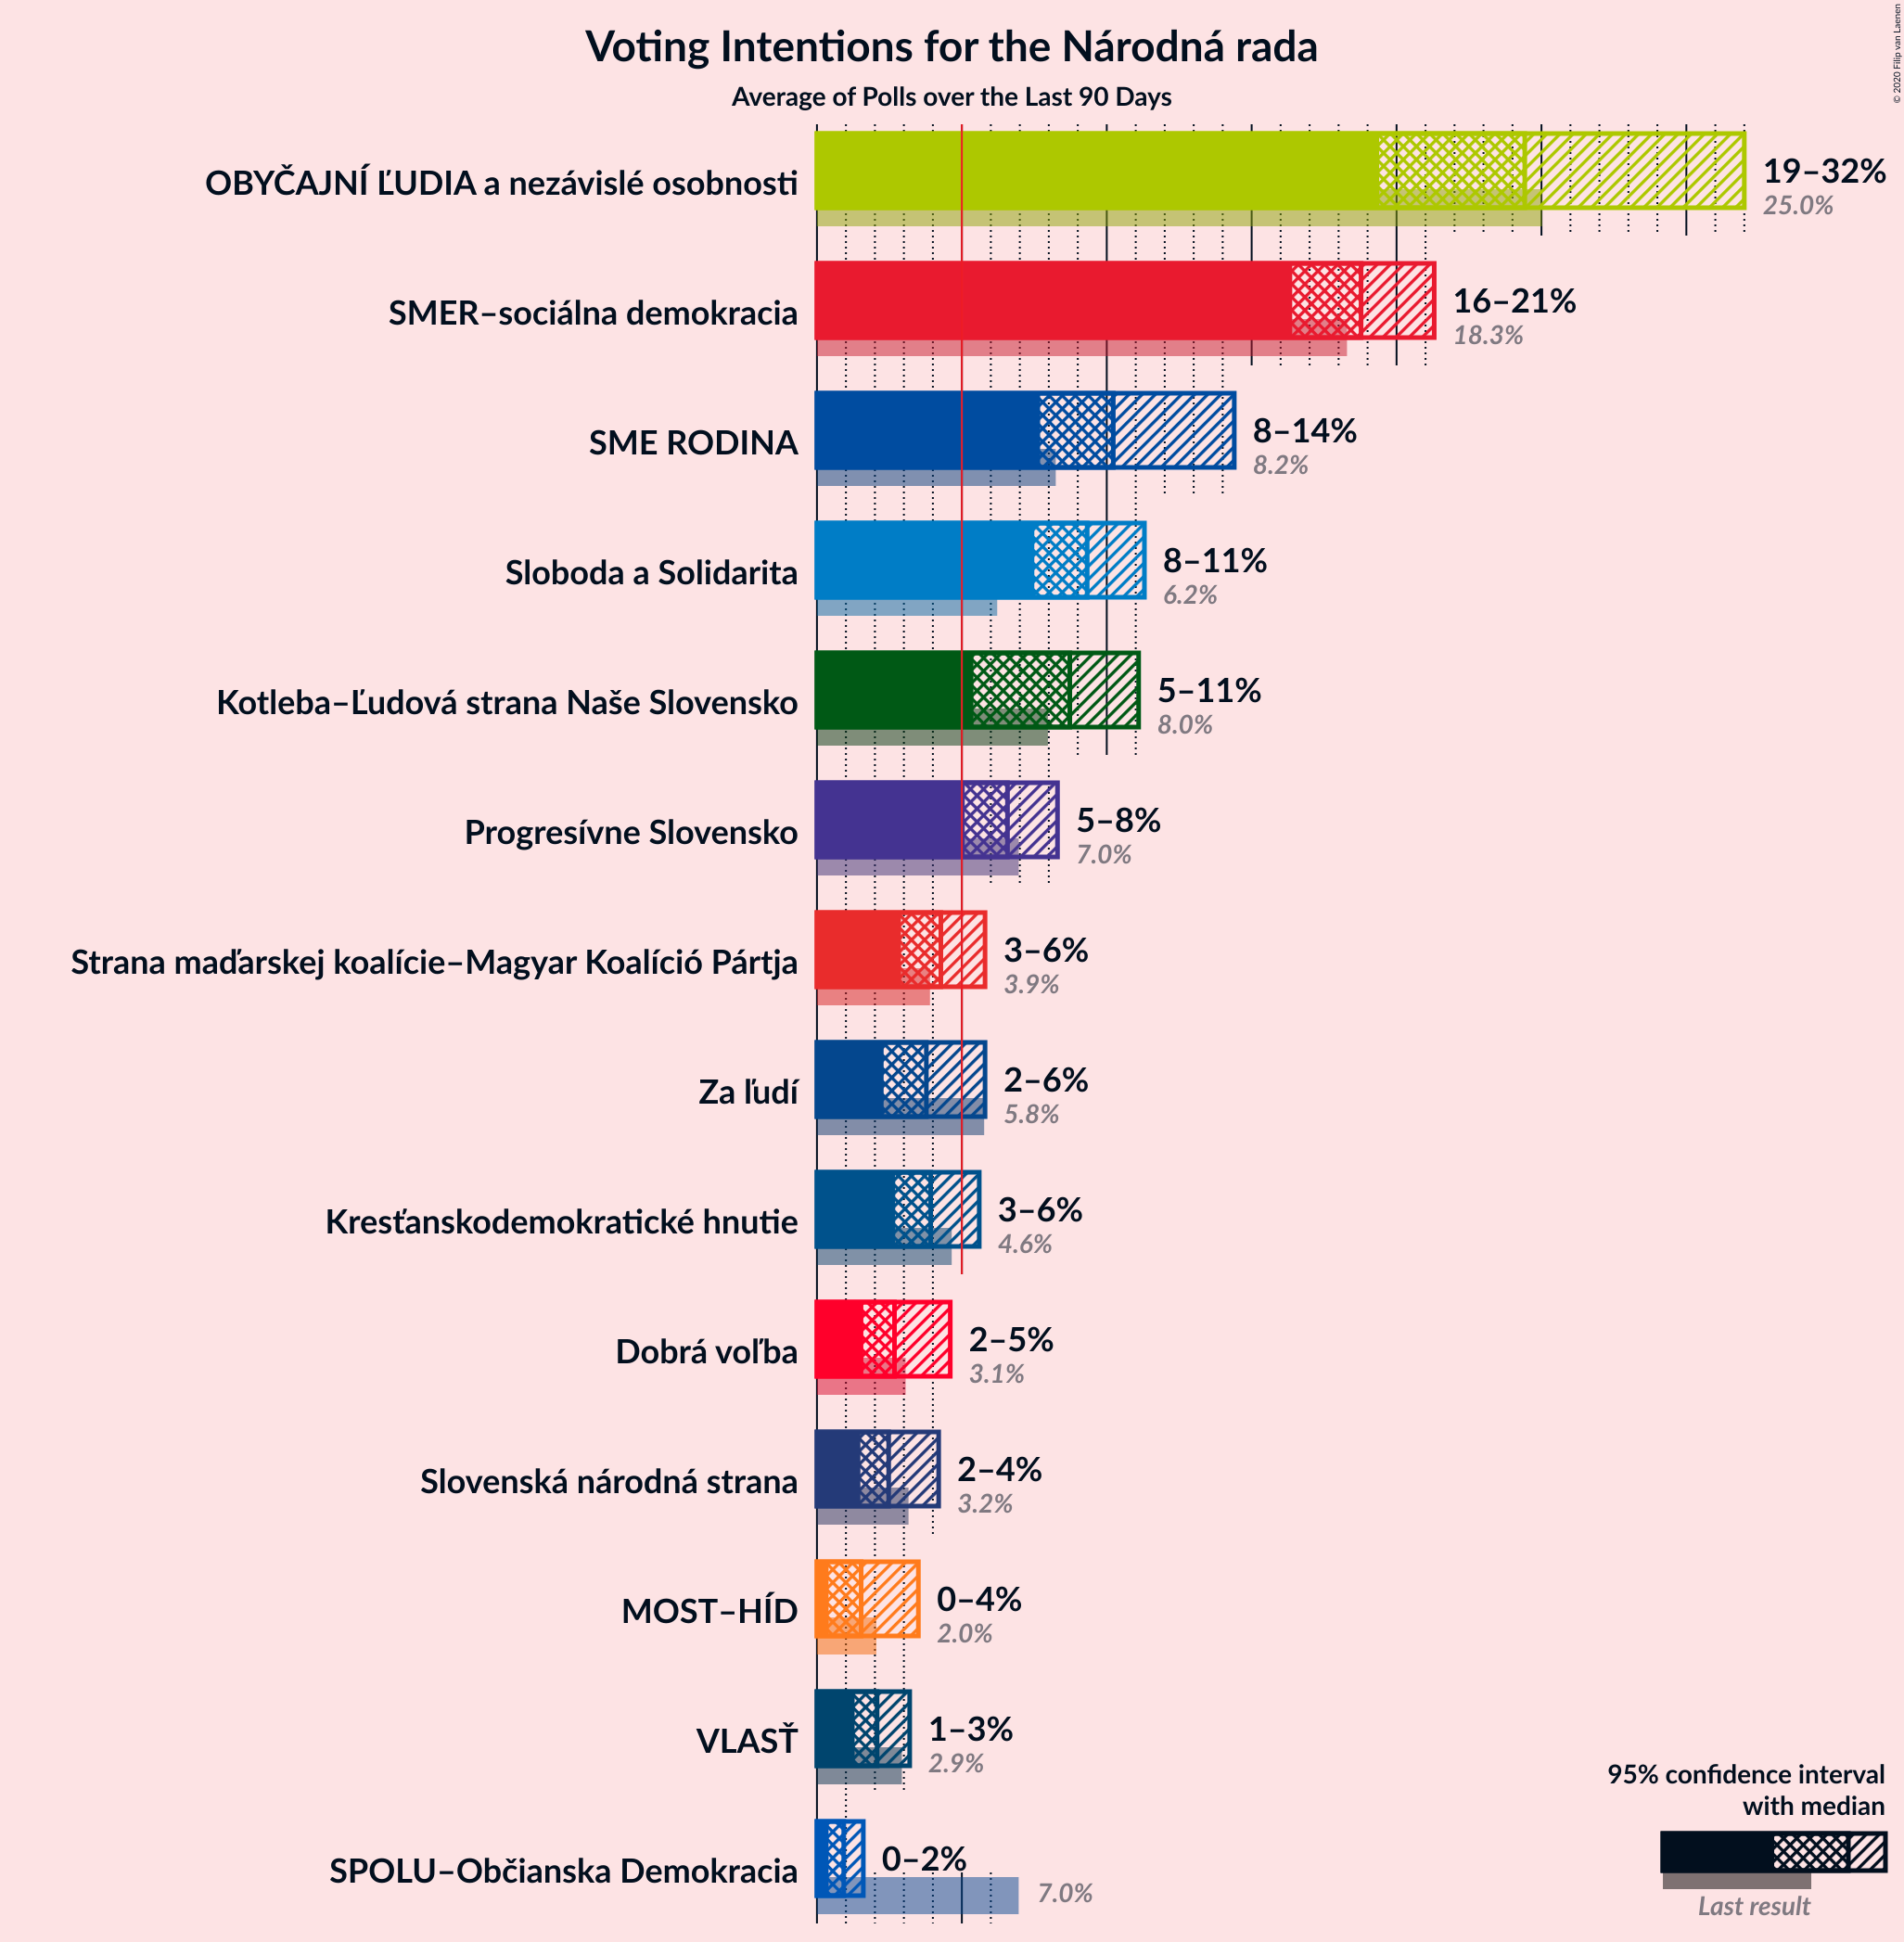 Voting Intentions for the Národná rada
Average of Polls over the Last 90 Days
© 2020 Filip van Laenen
OBYČAJNÍ ĽUDIA a nezávislé osobnosti
19–32%
25.0%
SMER–sociálna demokracia
16–21%
18.3%
SME RODINA
8–14%
8.2%
Sloboda a Solidarita
8–11%
6.2%
Kotleba–Ľudová strana Naše Slovensko
5–11%
8.0%
Progresívne Slovensko
5–8%
7.0%
Strana maďarskej koalície–Magyar Koalíció Pártja
3–6%
3.9%
Za ľudí
2–6%
5.8%
Kresťanskodemokratické hnutie
3–6%
4.6%
Dobrá voľba
2–5%
3.1%
Slovenská národná strana
2–4%
3.2%
MOST–HÍD
0–4%
2.0%
VLASŤ
1–3%
2.9%
SPOLU–Občianska Demokracia
0–2%
7.0%
95% confidence interval
with median
Last result